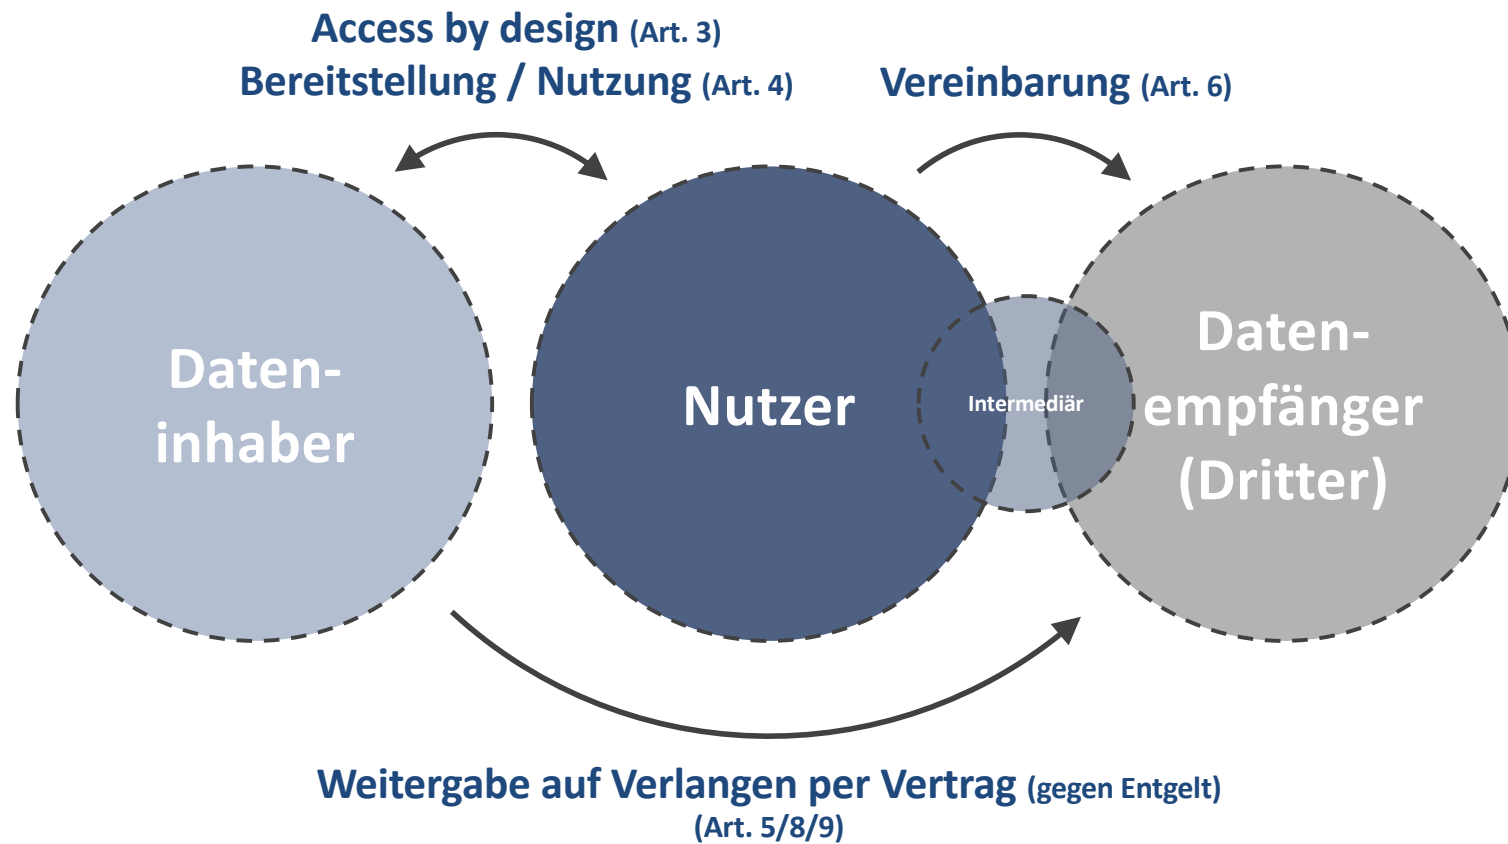 Access by design (Art. 3)
Bereitstellung / Nutzung (Art. 4)
Vereinbarung (Art. 6)
Daten-
inhaber
Nutzer
Intermediär
Daten-
empfänger
(Dritter)
Weitergabe auf Verlangen per Vertrag (gegen Entgelt)
(Art. 5/8/9)